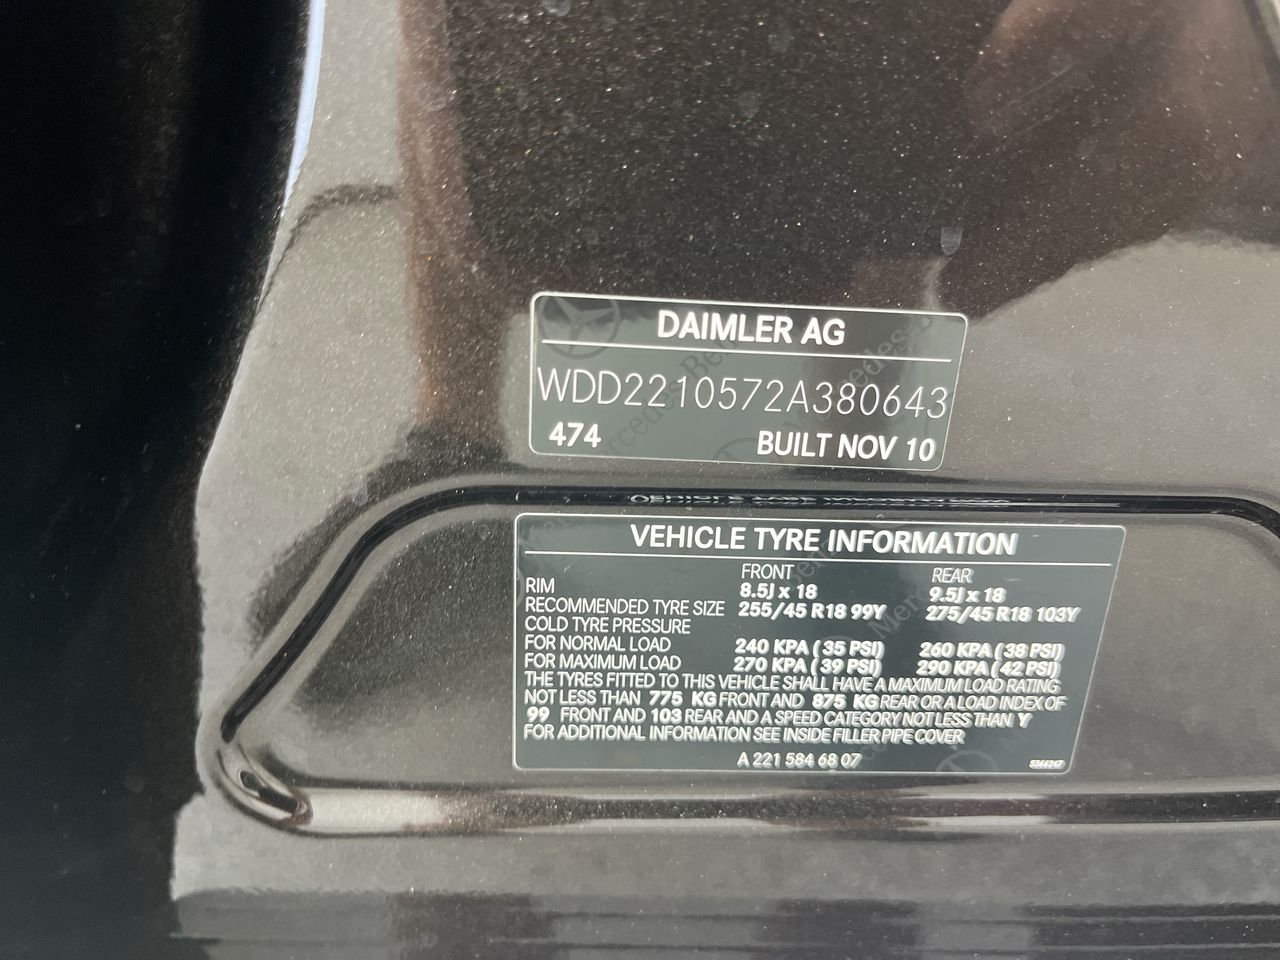 DAIMLER AG
WDD2210572A380643
474 BUILT NOV 10
VEHICLE TYRE INFORMATION
FRONT REAR
RIM 8.5J x 18 9.5J x 18
RECOMMENDED TYRE SIZE 255/45 R18 99Y 275/45 R18 103Y
COLD TYRE PRESSURE
FOR NORMAL LOAD 240 KPA ( 35 PSI) 260 KPA ( 38 PSI)
FOR MAXIMUM LOAD 270 KPA ( 39 PSI) 290 KPA ( 42 PSI)
THE TYRES FITTED TO THIS VEHICLE SHALL HAVE A MAXIMUM LOAD RATING
NOT LESS THAN 775 KG FRONT AND 875 KG REAR OR A LOAD INDEX OF
99 FRONT AND 103 REAR AND A SPEED CATEGORY NOT LESS THAN Y
FOR ADDITIONAL INFORMATION SEE INSIDE FILLER PIPE COVER
A 221 584 68 07